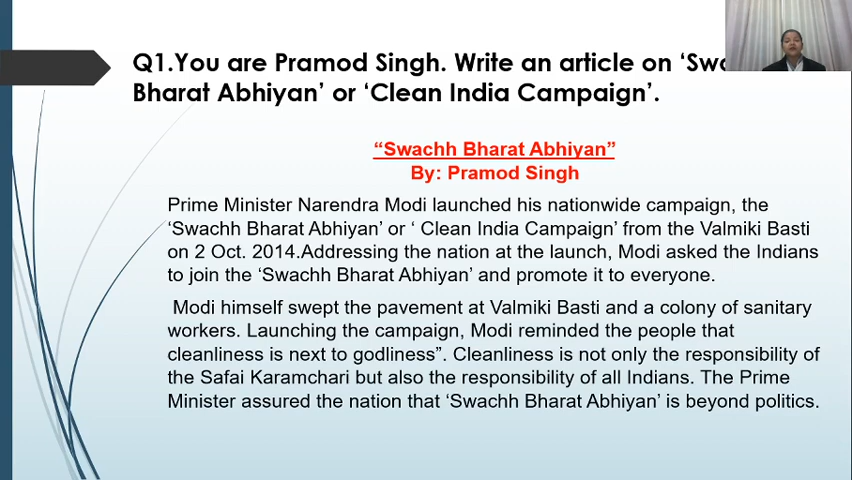 Q1.You are Pramod Singh. Write an article on ‘Swa
Bharat Abhiyan’ or ‘Clean India Campaign’.
“Swachh Bharat Abhiyan”
By: Pramod Singh
Prime Minister Narendra Modi launched his nationwide campaign, the
‘Swachh Bharat Abhiyan’ or ‘ Clean India Campaign’ from the Valmiki Basti
on 2 Oct. 2014.Addressing the nation at the launch, Modi asked the Indians
to join the ‘Swachh Bharat Abhiyan’ and promote it to everyone.
Modi himself swept the pavement at Valmiki Basti and a colony of sanitary
workers. Launching the campaign, Modi reminded the people that
cleanliness is next to godliness”. Cleanliness is not only the responsibility of
the Safai Karamchari but also the responsibility of all Indians. The Prime
Minister assured the nation that ‘Swachh Bharat Abhiyan’ is beyond politics.